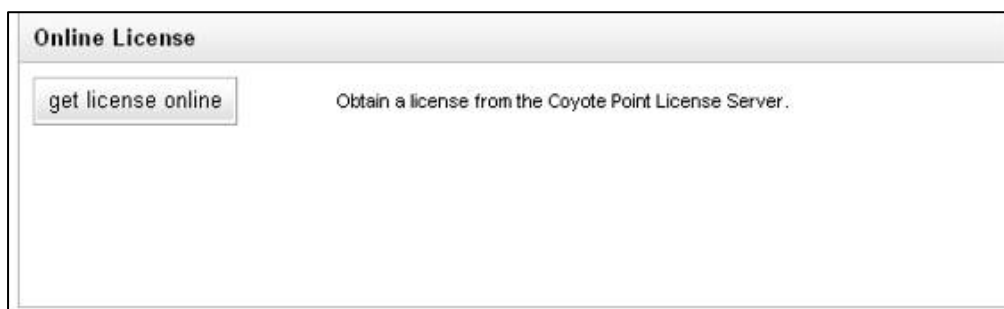 Online License
get license online
Obtain a license from the Coyote Point License Server.